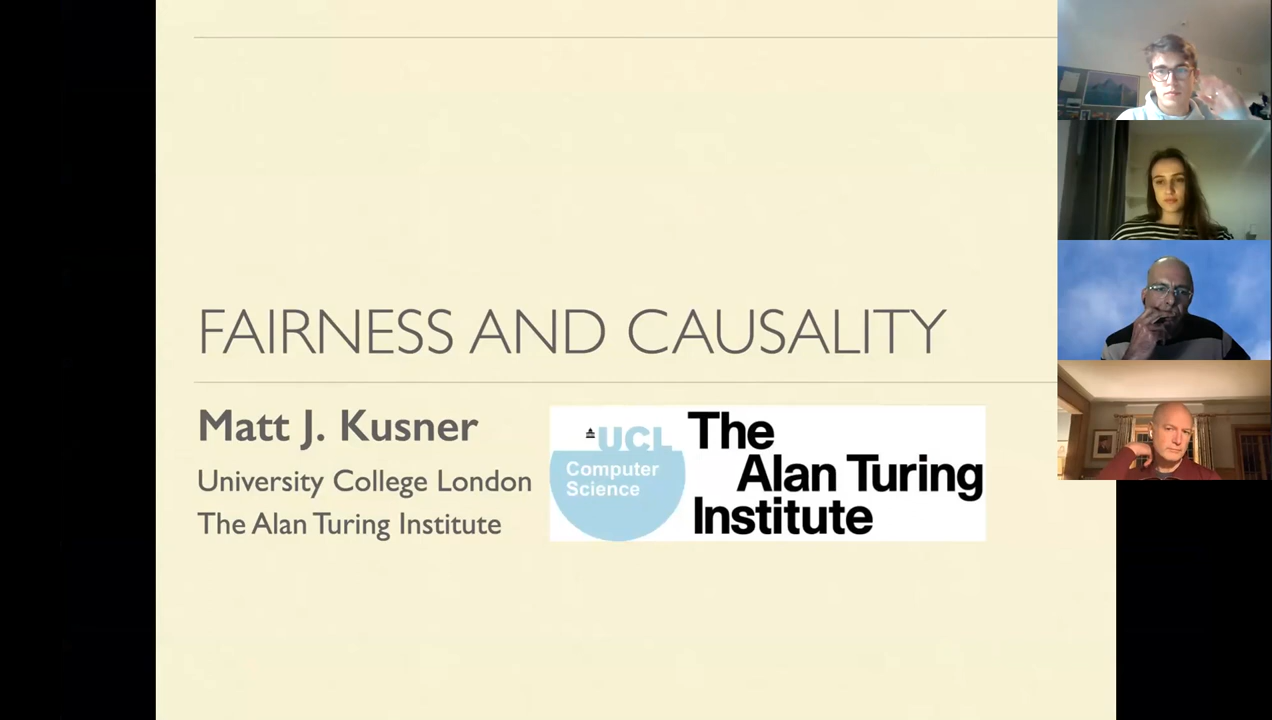 FAIRNESS AND CAUSALITY
Matt J. Kusner
University College London
The Alan Turing Institute
UCL
Computer
Science
The
Alan Turing
Institute